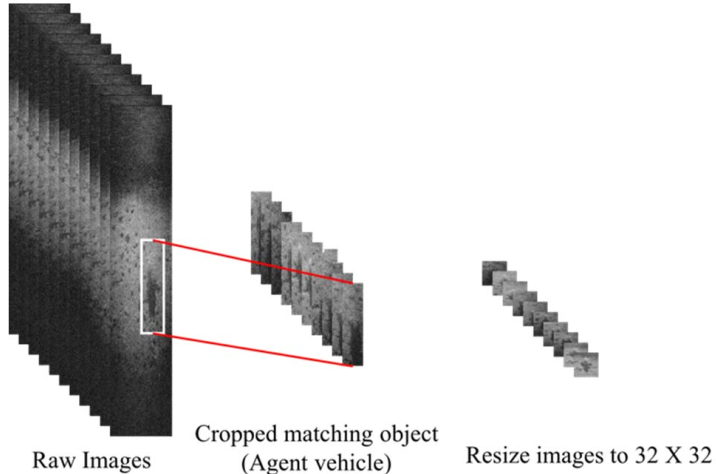 Raw Images
Cropped matching object
(Agent vehicle)
Resize images to 32 X 32